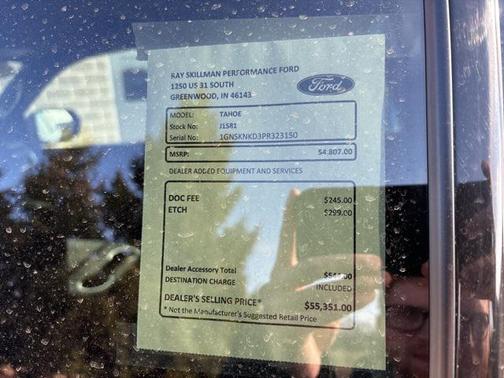 RAY SKILLMAN PERFORMANCE FORD
1250 US 31 SOUTH
GREENWOOD, IN 46143
Ford
MODEL: TAHOE
Stock No: J1581
Serial No: 1GNSKNKD3PR323150
MSRP: 54,807.00
DEALER ADDED EQUIPMENT AND SERVICES
DOC FEE $245.00
ETCH $299.00
Dealer Accessory Total
DESTINATION CHARGE INCLUDED
DEALER'S SELLING PRICE* $55,351.00
* Not the Manufacturer's Suggested Retail Price